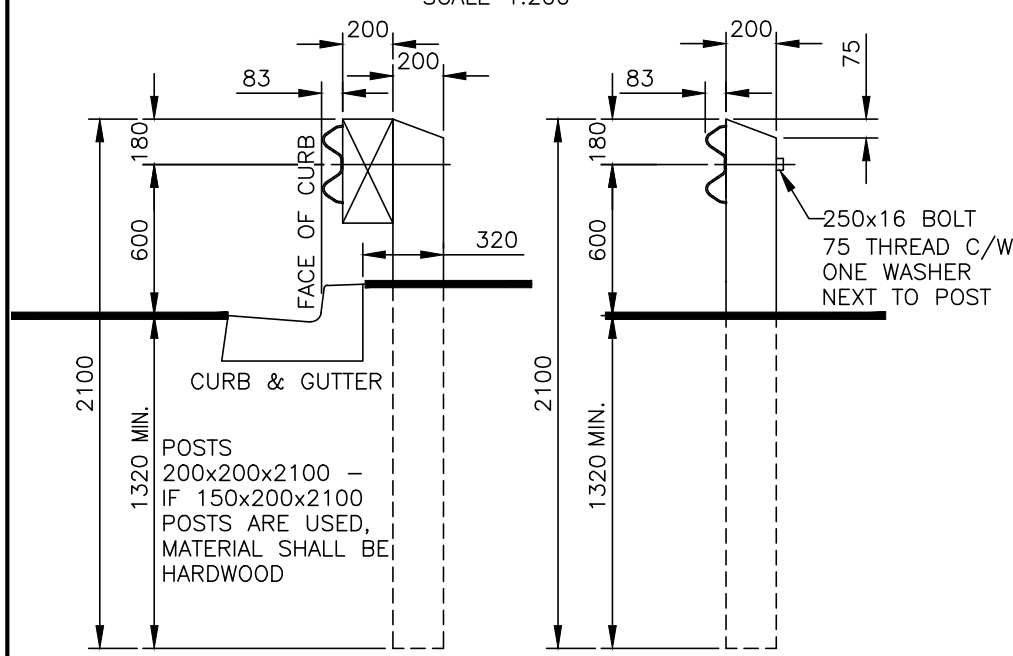 SCALE 1:200
200
200
83
180
600
2100
1320 MIN.
FACE OF CURB
320
CURB & GUTTER
POSTS
200x200x2100 –
IF 150x200x2100
POSTS ARE USED,
MATERIAL SHALL BE
HARDWOOD
200
75
83
180
600
2100
1320 MIN.
250x16 BOLT
75 THREAD C/W
ONE WASHER
NEXT TO POST